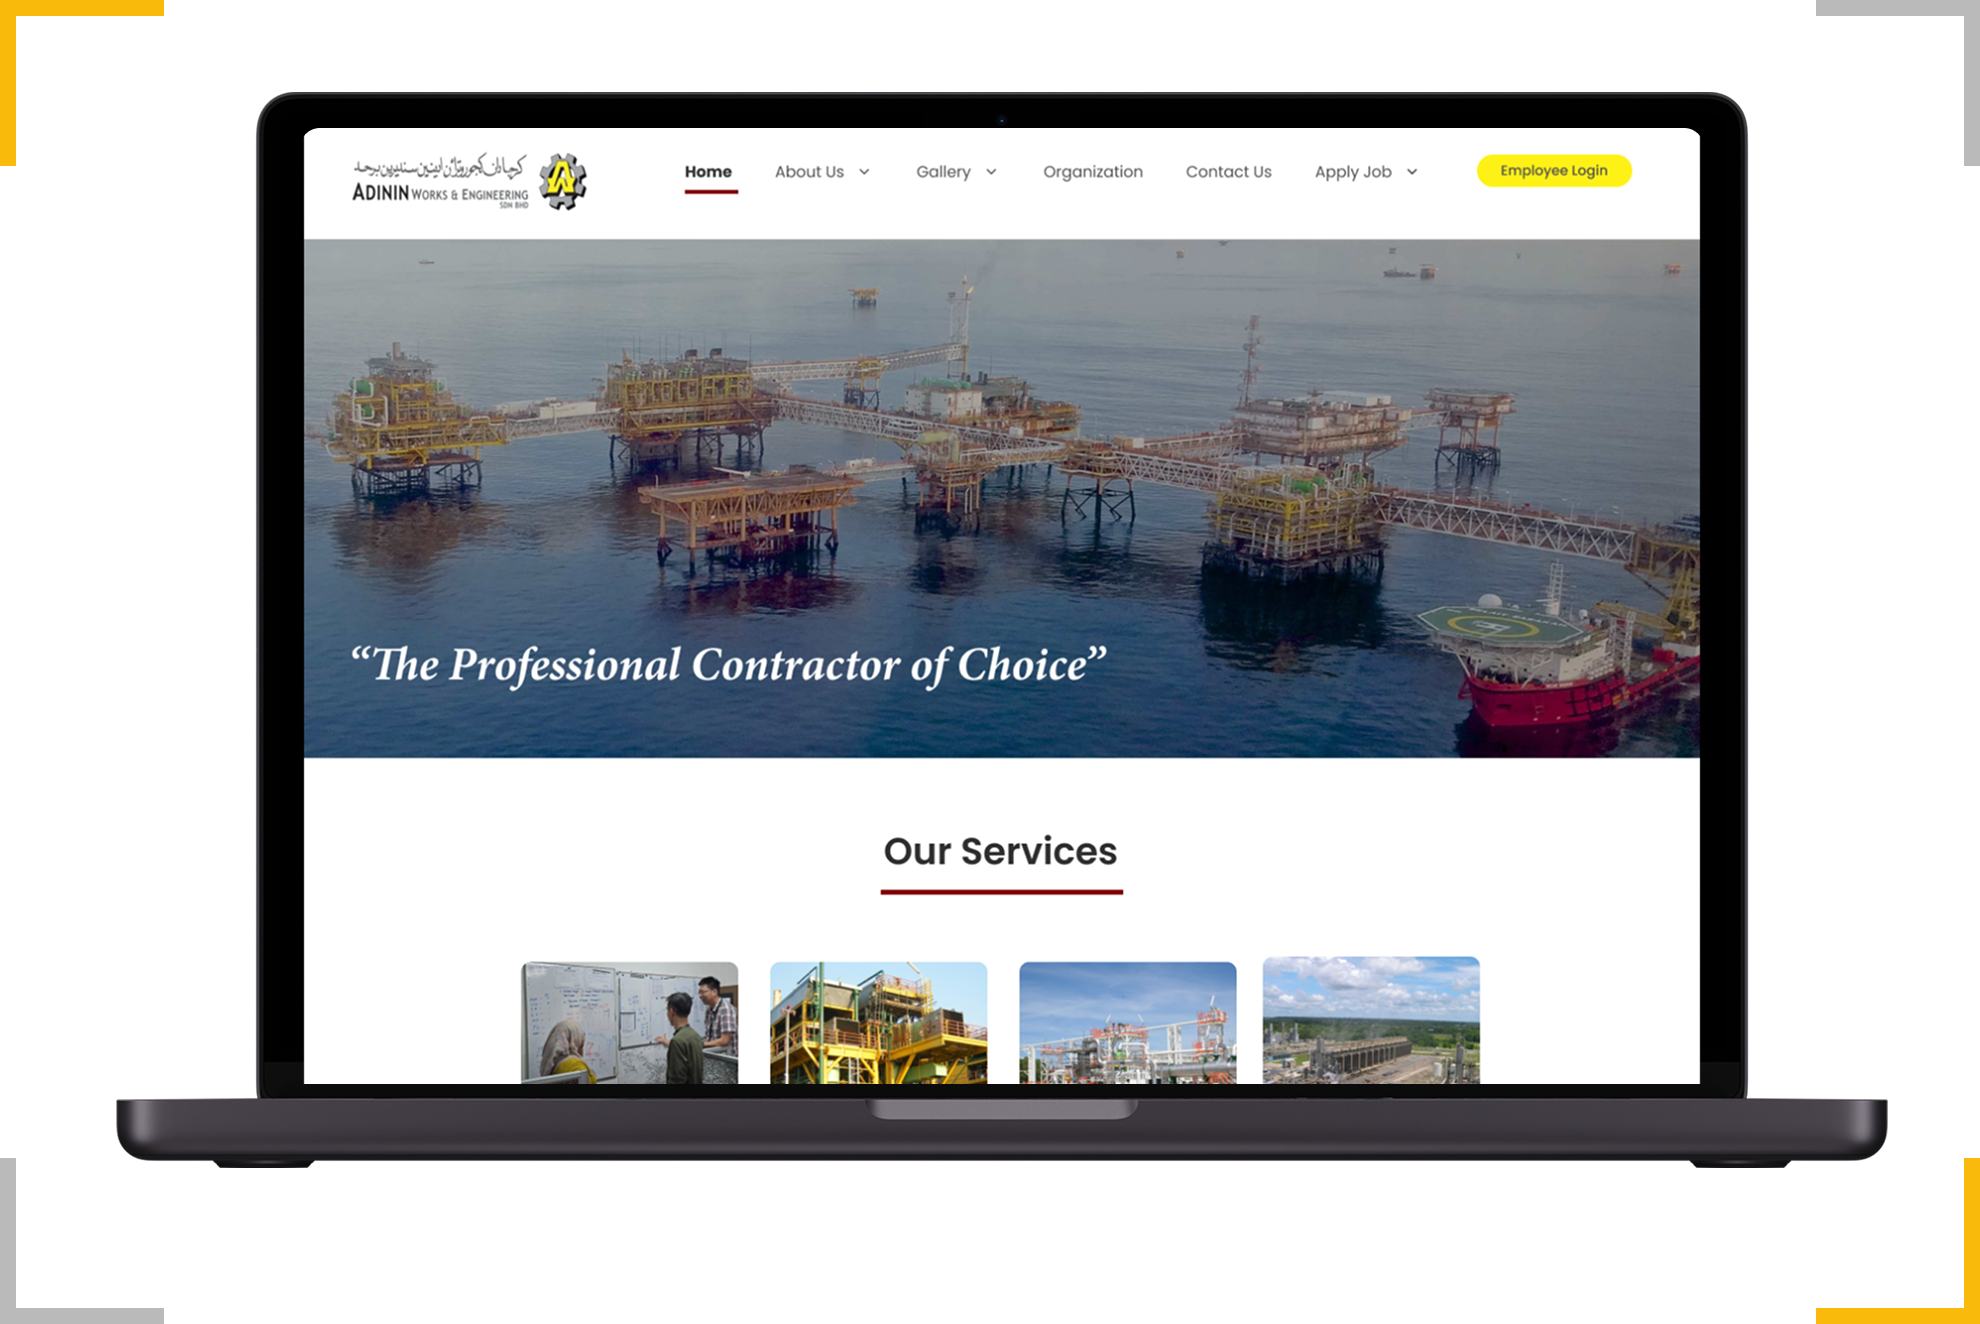 ADININ WORKS & ENGINEERING
SDN BHD
Home
About Us
Gallery
Organization
Contact Us
Apply Job
Employee Login
“The Professional Contractor of Choice”
Our Services